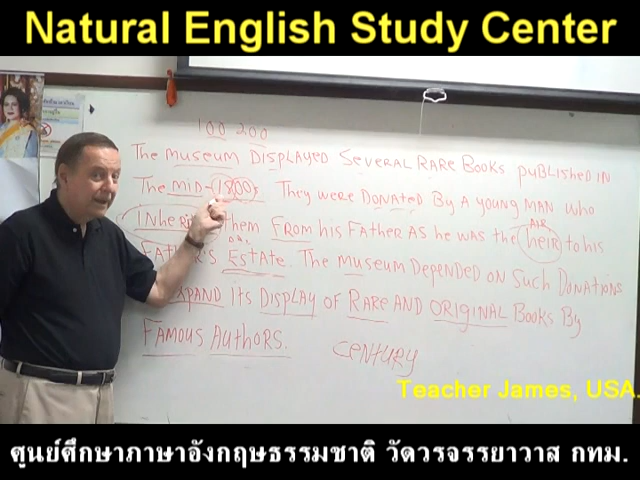 Natural English Study Center
100 200
The museum Displayed Several Rare Books published in
The mid-1800s They were Donated By a young man who
AIR
Inherited them From his Father as he was the heir to his
Father's Estate. The Museum Depended on Such Donations
Expand Its Display of Rare and Original Books By
Famous Authors. century
Teacher James, USA.
ศูนย์ศึกษาภาษาอังกฤษธรรมชาติ วัดวรจรรยาวาส กทม.